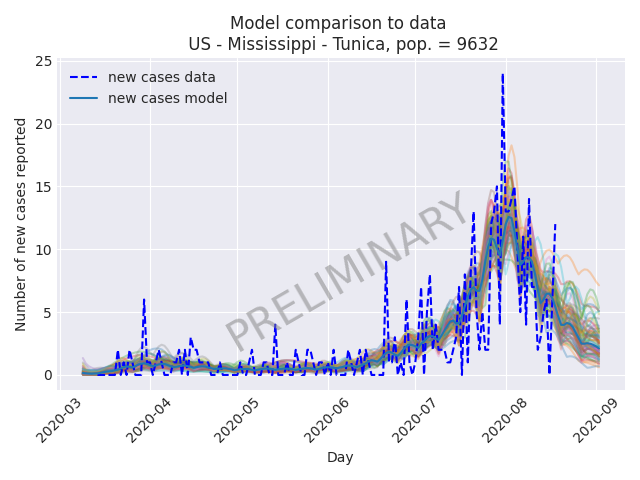 Model comparison to data
US - Mississippi - Tunica, pop. = 9632
new cases data
new cases model
PRELIMINARY
Number of new cases reported
25
20
15
10
5
0
2020-03
2020-04
2020-05
2020-06
2020-07
2020-08
2020-09
Day